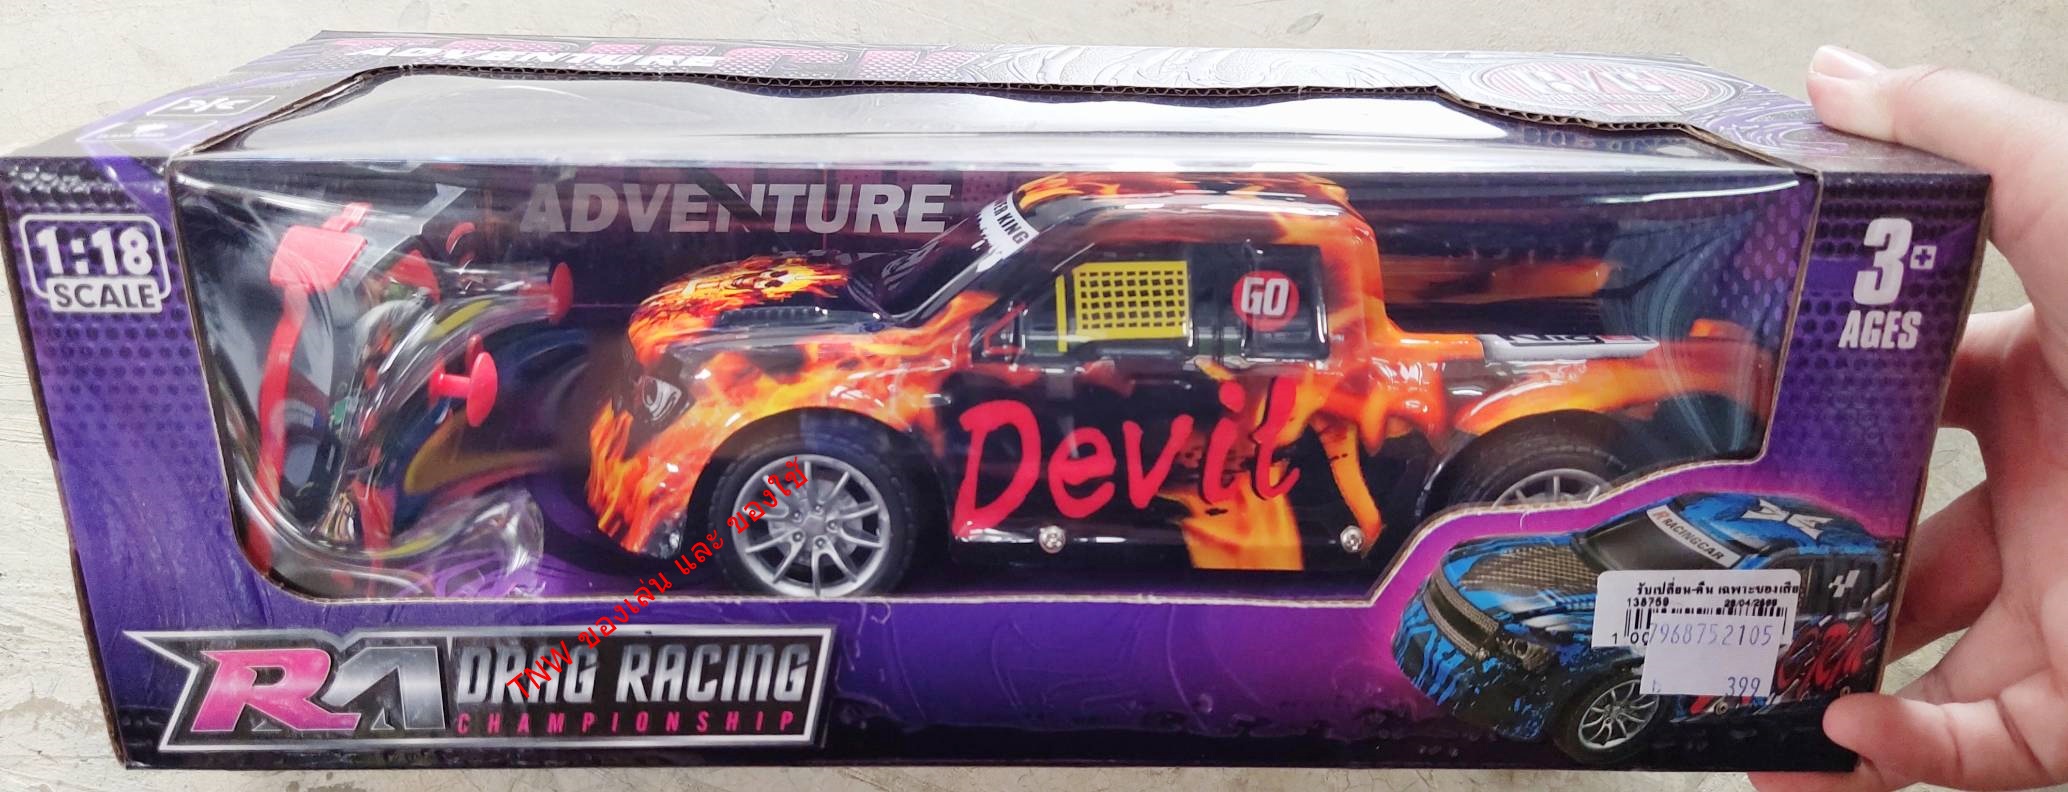 ADVENTURE
1:18
SCALE
ADVENTURE
GO
Devil
3+
AGES
RACINGCAR
รับเปลี่ยน-คืน เฉพาะของเสีย
138759
7968752105
399
TNW ของเล่น และ ของใช้
RA DRAG RACING
CHAMPIONSHIP